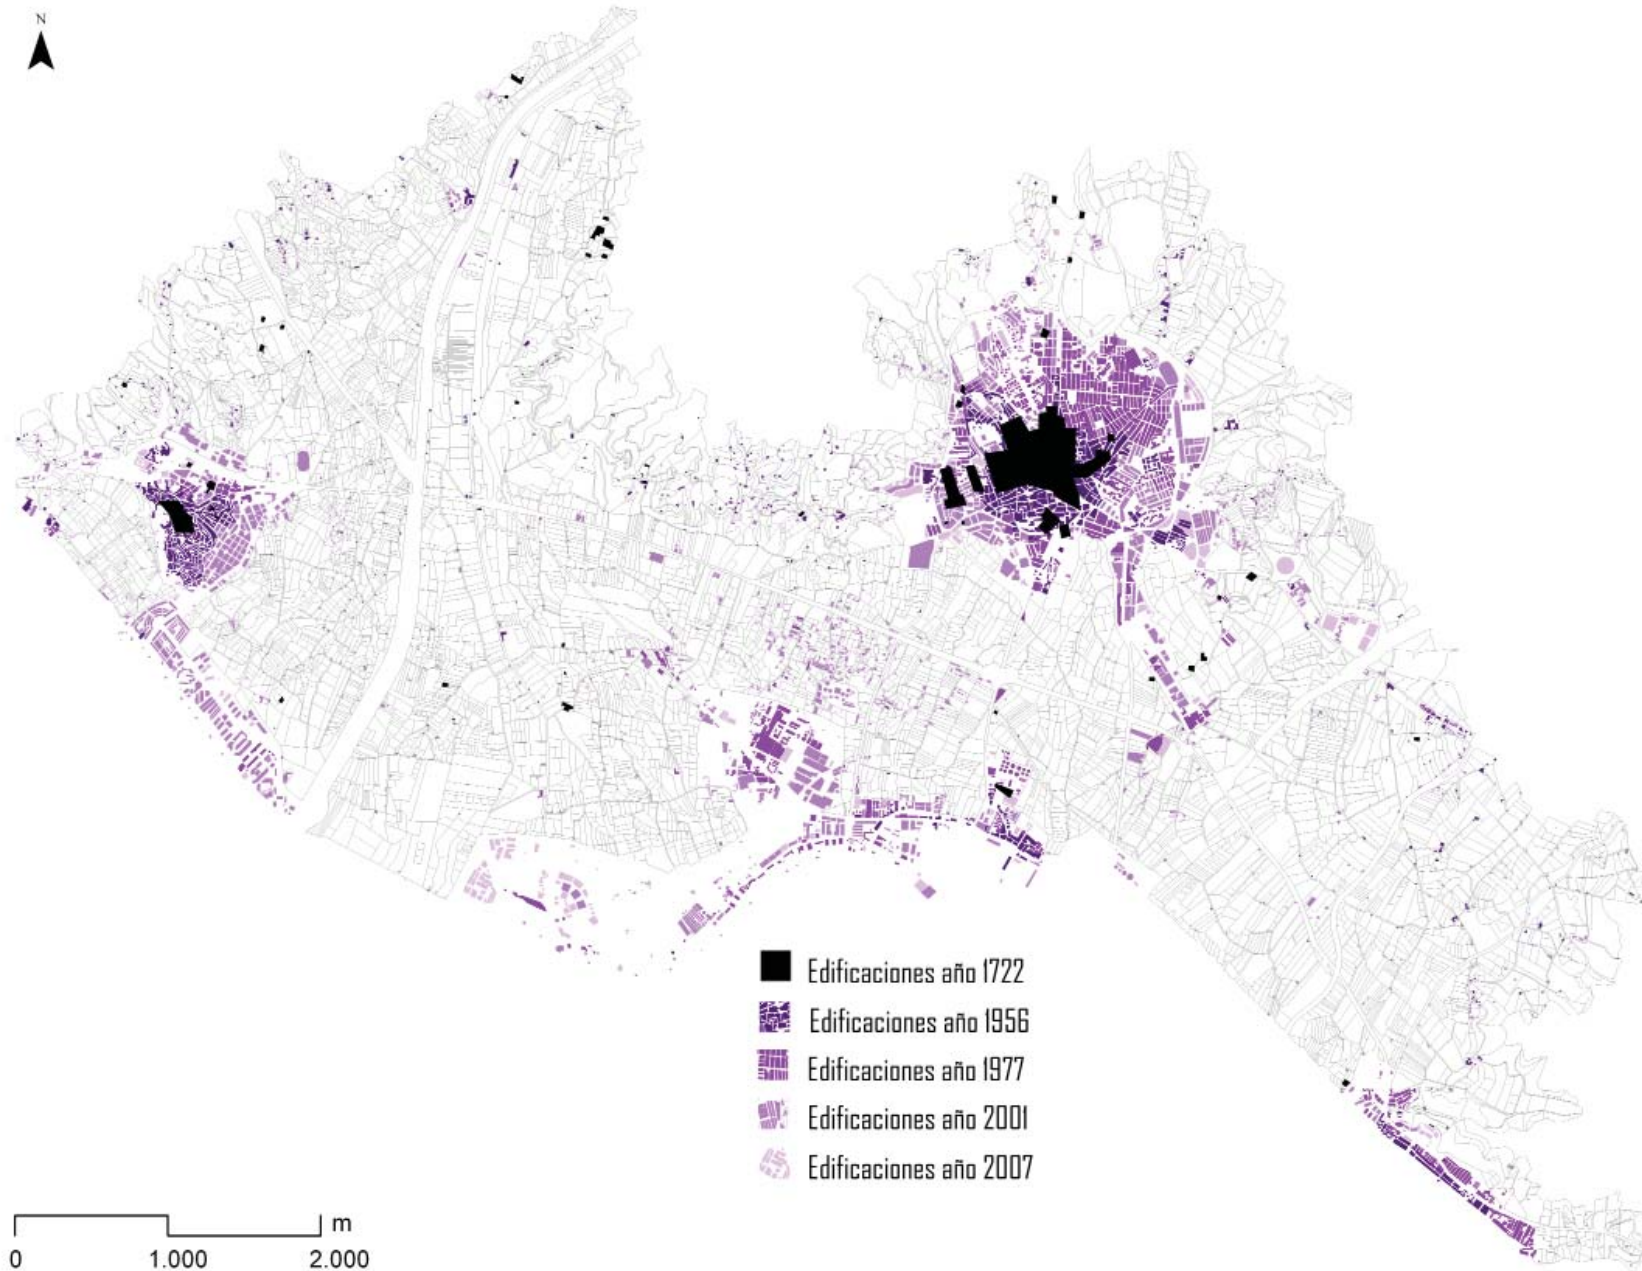 N
Edificaciones año 1722
Edificaciones año 1956
Edificaciones año 1977
Edificaciones año 2001
Edificaciones año 2007
m
0 1.000 2.000